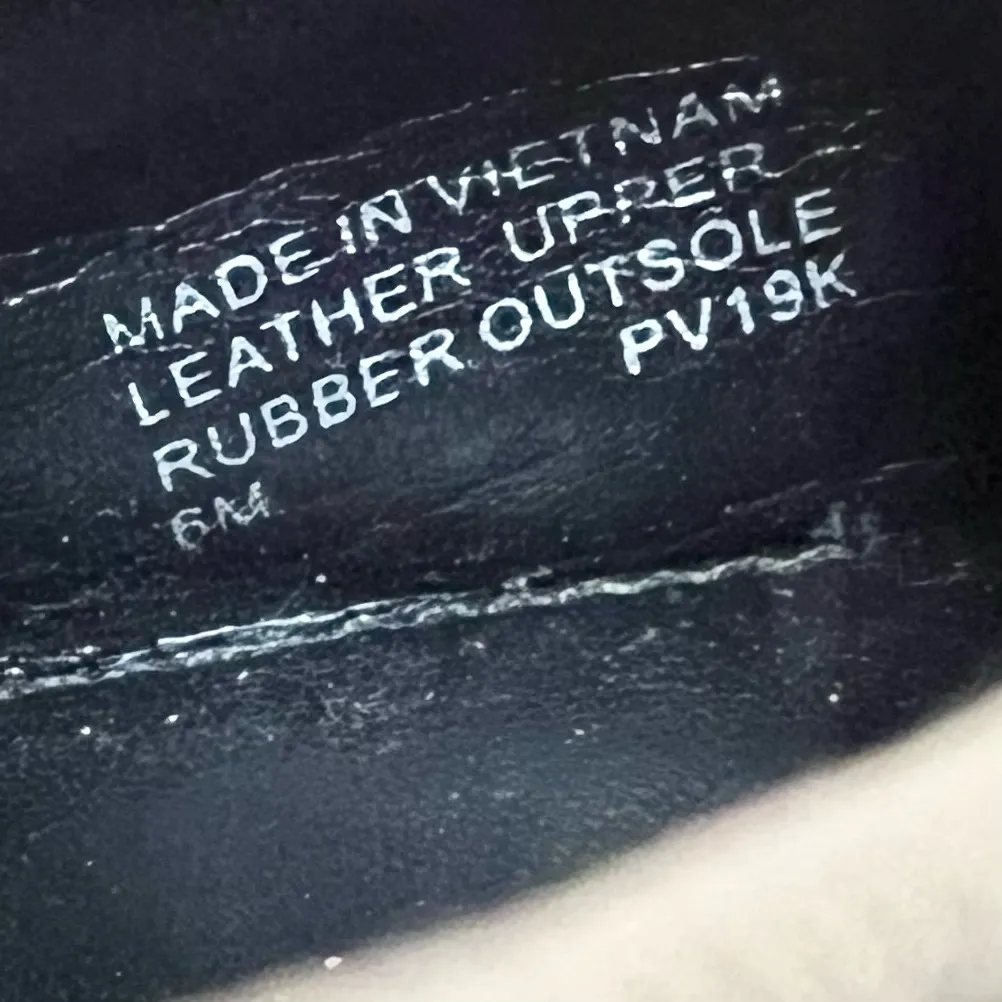 MADE IN VIETNAM
LEATHER UPPER
RUBBER OUTSOLE
PV19K
6M